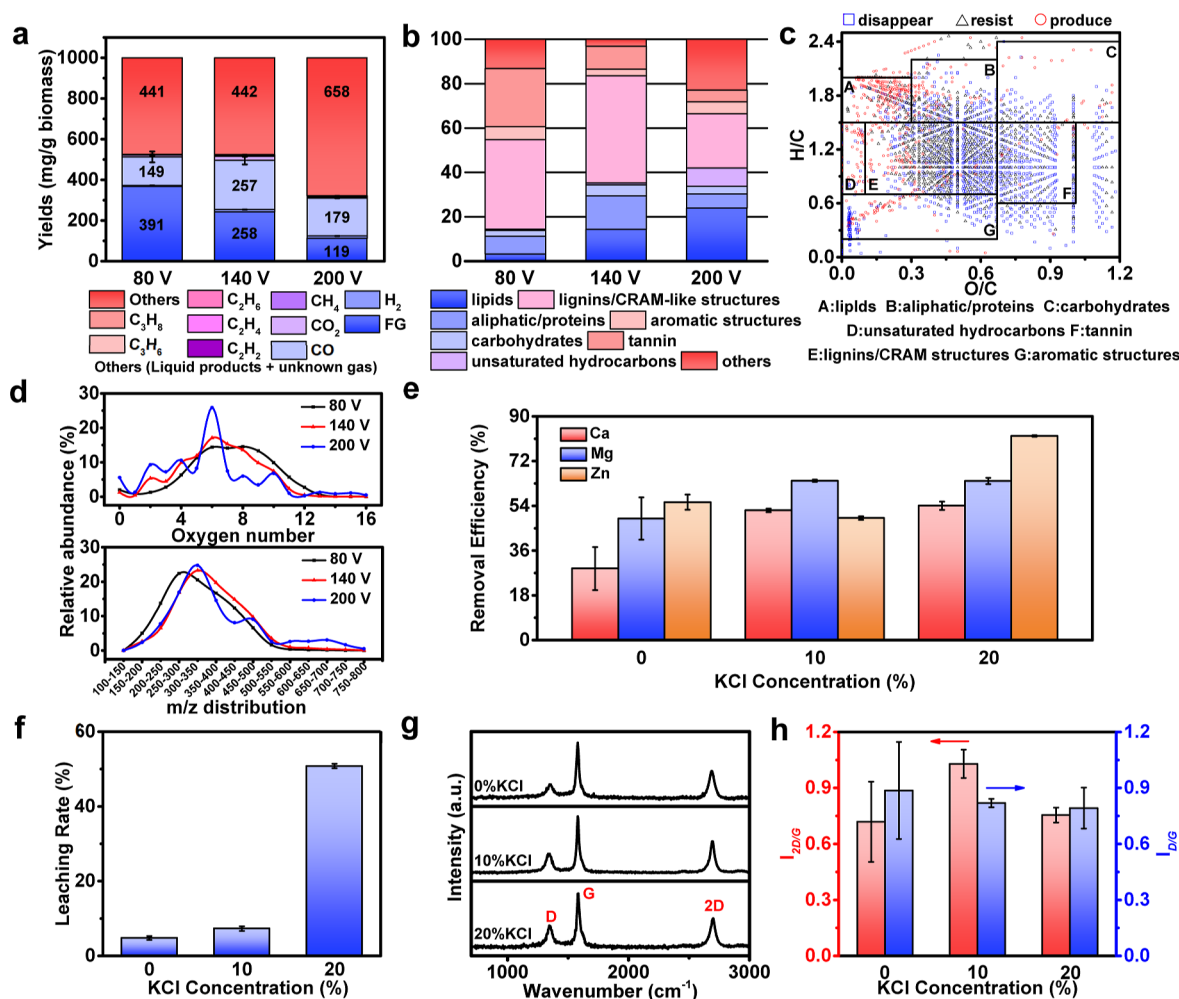 a
Yields (mg/g biomass)
1000
800
600
400
200
0
441
149
391
442
257
258
658
179
119
80 V
140 V
200 V
Others
C3H8
C3H6
C2H6
C2H4
C2H2
CH4
CO2
CO
H2
FG
Others (Liquid products + unknown gas)
b
100
80
60
40
20
0
80 V
140 V
200 V
lipids
lignins/CRAM-like structures
aliphatic/proteins
aromatic structures
carbohydrates
tannin
unsaturated hydrocarbons
others
c
disappear
resist
produce
H/C
2.4
1.8
1.2
0.6
0.0
A
B
C
D
E
F
G
0.0
0.3
0.6
0.9
1.2
O/C
A:lipIds B:aliphatic/proteins C:carbohydrates
D:unsaturated hydrocarbons F:tannin
E:lignins/CRAM structures G:aromatic structures
d
Relative abundance (%)
30
20
10
0
80 V
140 V
200 V
0
4
8
12
16
Oxygen number
30
20
10
0
80 V
140 V
200 V
100-150
150-200
200-250
250-300
300-350
350-400
400-450
450-500
500-550
550-600
600-650
650-700
700-750
750-800
m/z distribution
e
Removal Efficiency (%)
90
72
54
36
18
0
Ca
Mg
Zn
0
10
20
KCl Concentration (%)
f
Leaching Rate (%)
60
40
20
0
0
10
20
KCl Concentration (%)
g
Intensity (a.u.)
0%KCl
10%KCl
20%KCl
D
G
2D
1000
2000
3000
Wavenumber (cm-1)
h
I2D/G
1.2
0.9
0.6
0.3
0.0
1.2
0.9
0.6
0.3
0.0
ID/G
0
10
20
KCl Concentration (%)